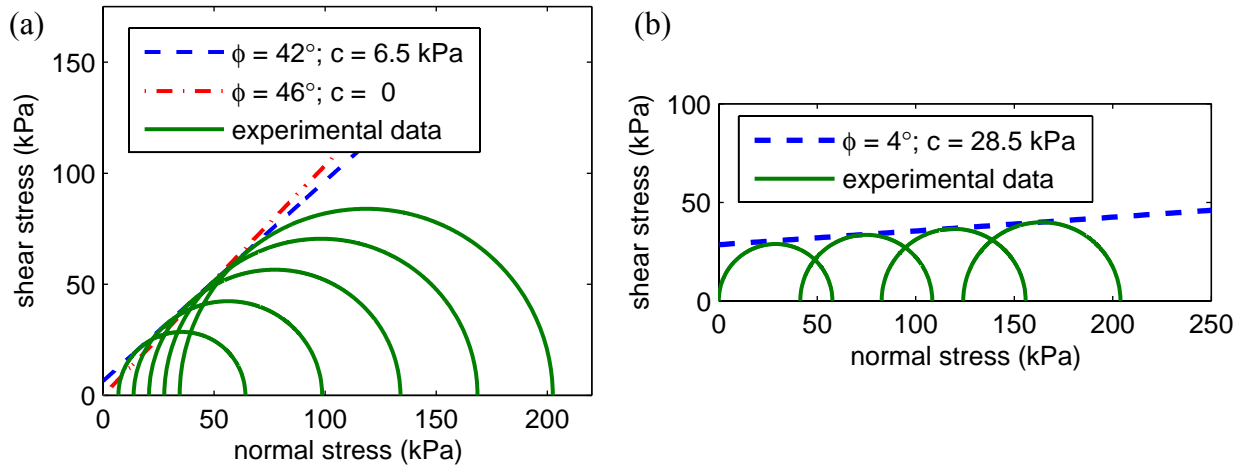 (a)
150
100
50
0
shear stress (kPa)
ϕ = 42°; c = 6.5 kPa
ϕ = 46°; c = 0
experimental data
0 50 100 150 200
normal stress (kPa)
(b)
100
50
0
shear stress (kPa)
ϕ = 4°; c = 28.5 kPa
experimental data
0 50 100 150 200 250
normal stress (kPa)